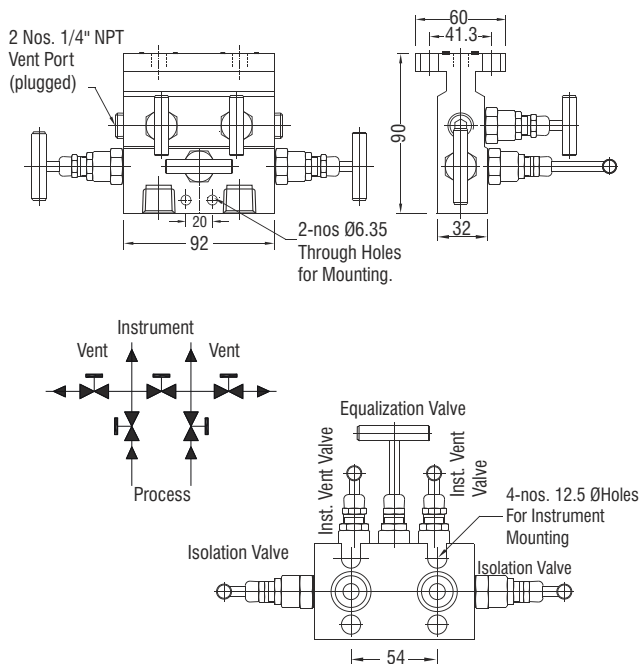 2 Nos. 1/4" NPT
Vent Port
(plugged)
60
41.3
90
20
92
2-nos Ø6.35
Through Holes
for Mounting.
32
Instrument
Vent
Vent
Process
Equalization Valve
Inst. Vent Valve
Inst. Vent
Valve
4-nos. 12.5 ØHoles
For Instrument
Mounting
Isolation Valve
Isolation Valve
54